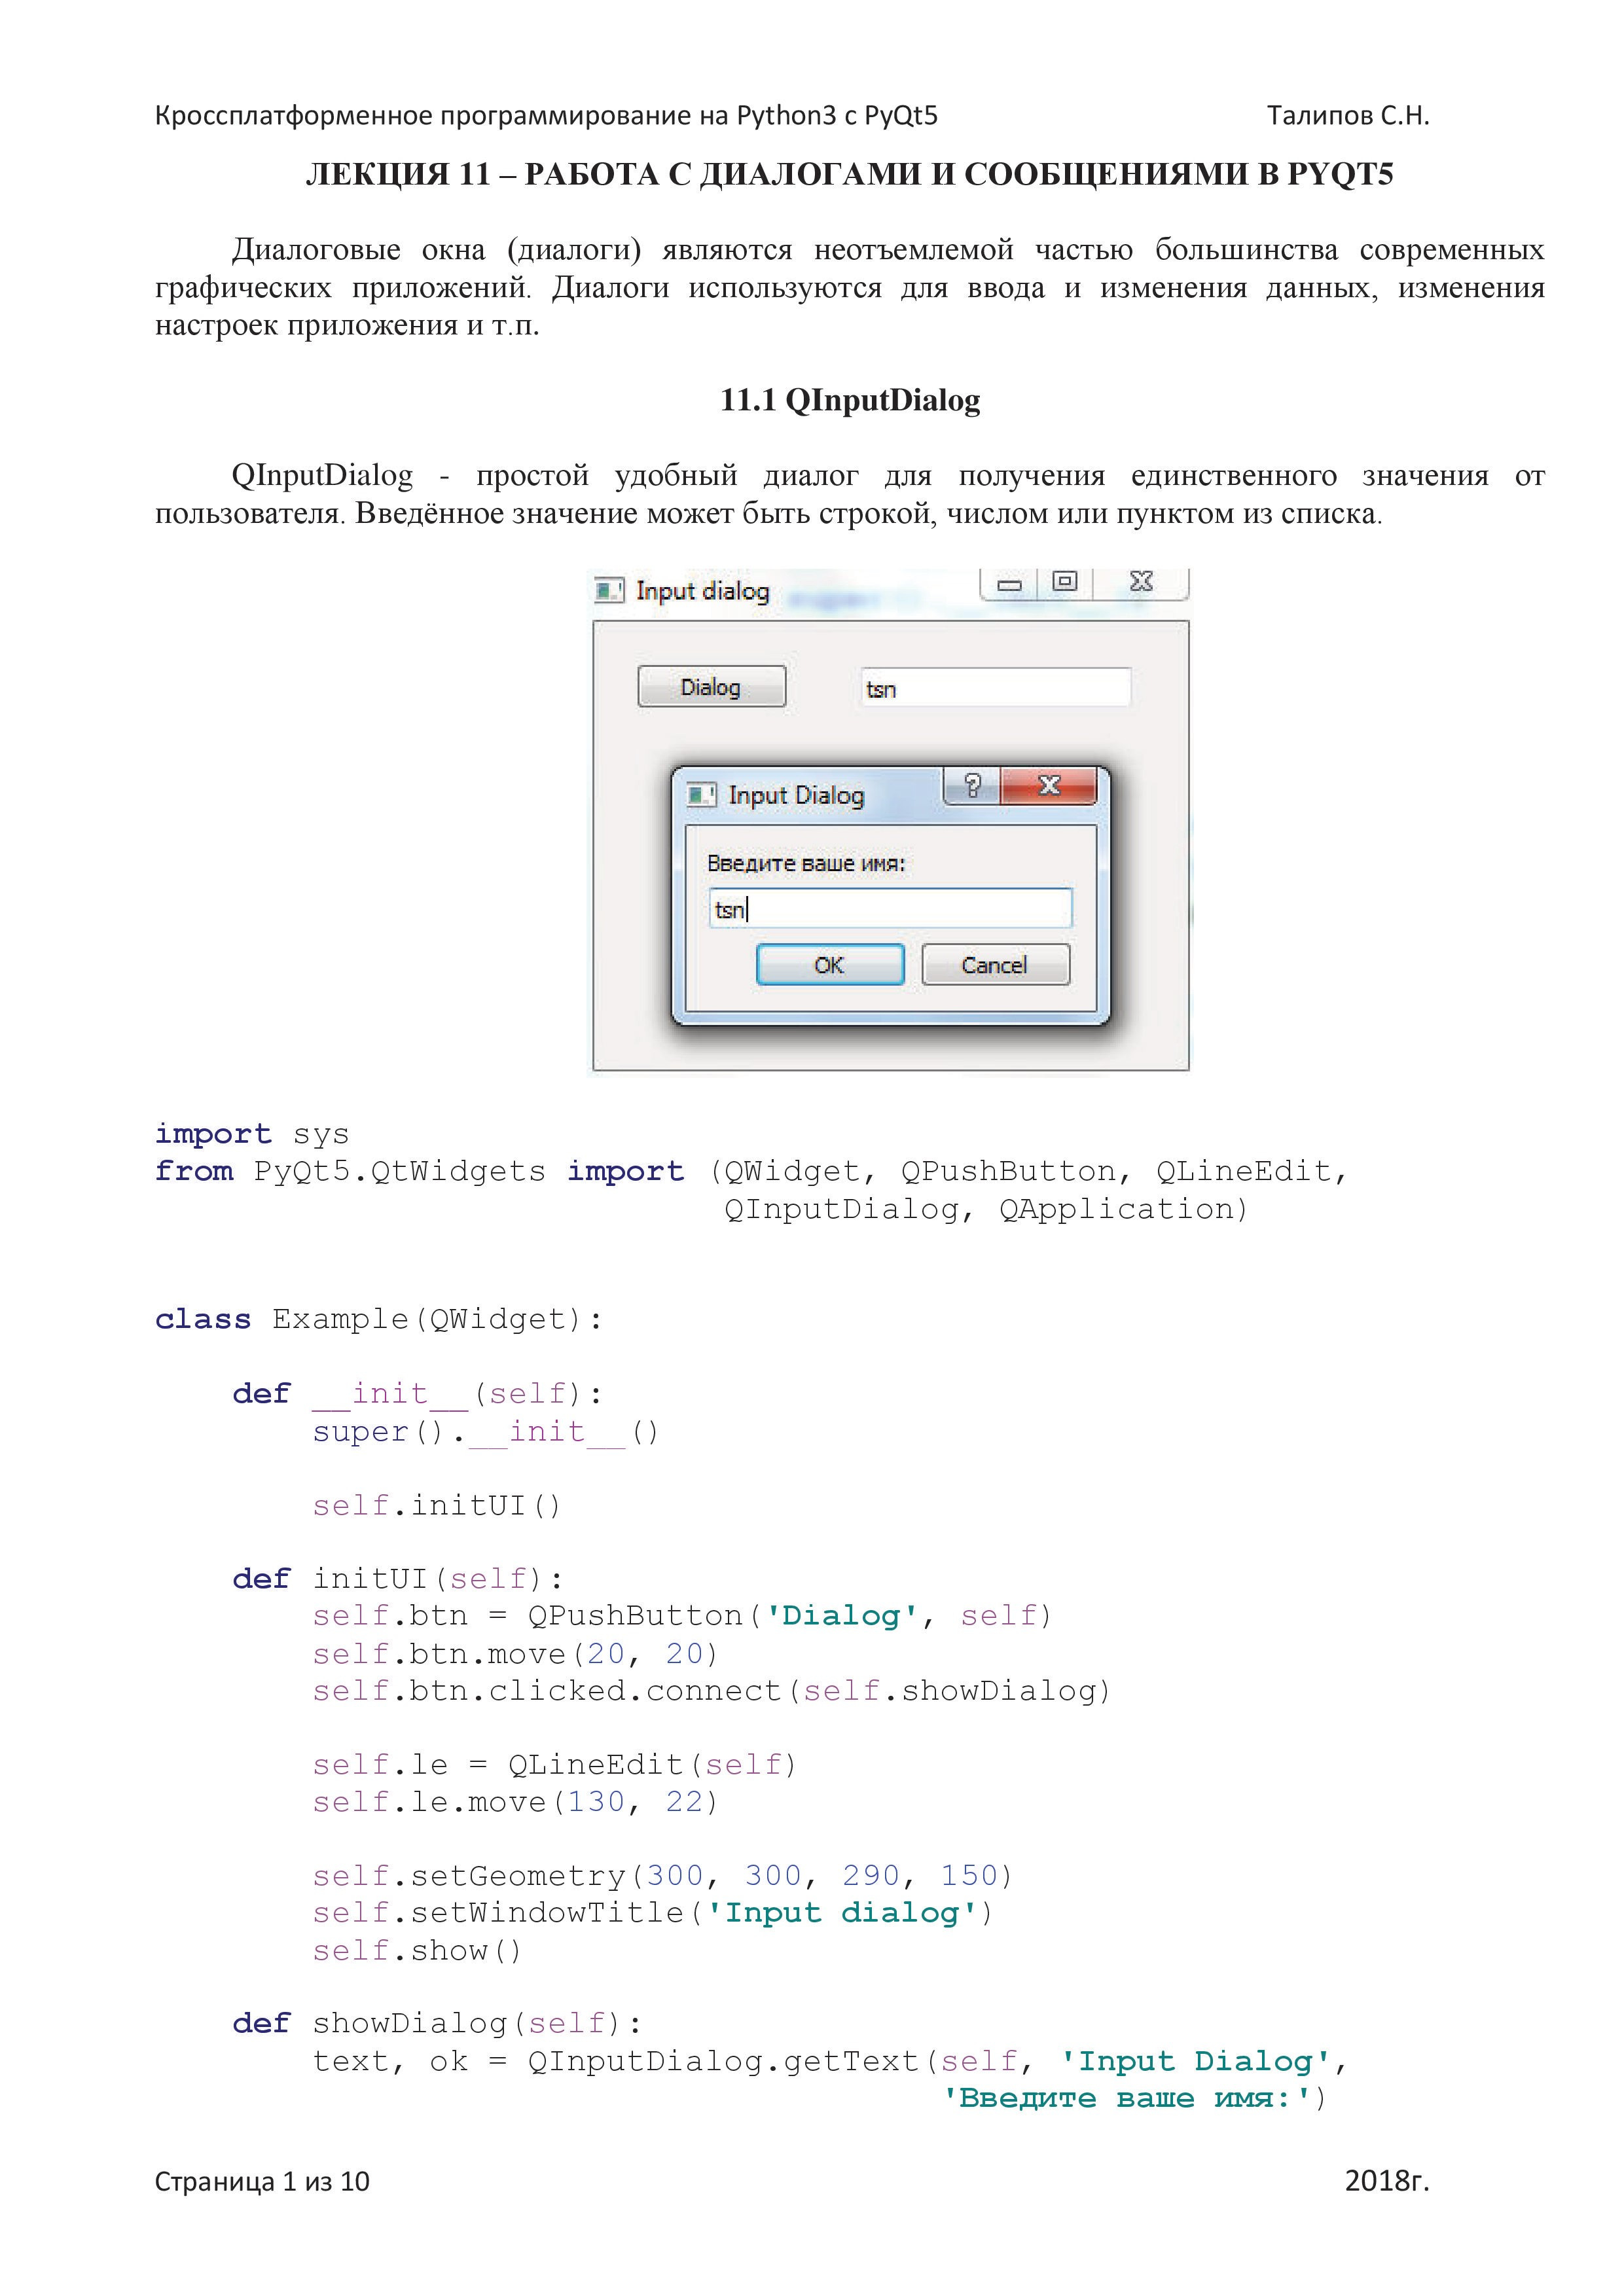 Кроссплатформенное программирование на Python3 с PyQt5 Талипов С.Н.
ЛЕКЦИЯ 11 – РАБОТА С ДИАЛОГАМИ И СООБЩЕНИЯМИ В PYQT5
Диалоговые окна (диалоги) являются неотъемлемой частью большинства современных
графических приложений. Диалоги используются для ввода и изменения данных, изменения
настроек приложения и т.п.
11.1 QInputDialog
QInputDialog - простой удобный диалог для получения единственного значения от
пользователя. Введённое значение может быть строкой, числом или пунктом из списка.
Input dialog
Dialog tsn
Input Dialog
Введите ваше имя:
tsn
OK Cancel
import sys
from PyQt5.QtWidgets import (QWidget, QPushButton, QLineEdit,
                             QInputDialog, QApplication)
class Example(QWidget):
    def __init__(self):
        super().__init__()
        self.initUI()
    def initUI(self):
        self.btn = QPushButton('Dialog', self)
        self.btn.move(20, 20)
        self.btn.clicked.connect(self.showDialog)
        self.le = QLineEdit(self)
        self.le.move(130, 22)
        self.setGeometry(300, 300, 290, 150)
        self.setWindowTitle('Input dialog')
        self.show()
    def showDialog(self):
        text, ok = QInputDialog.getText(self, 'Input Dialog',
                                        'Введите ваше имя:')
Страница 1 из 10 2018г.